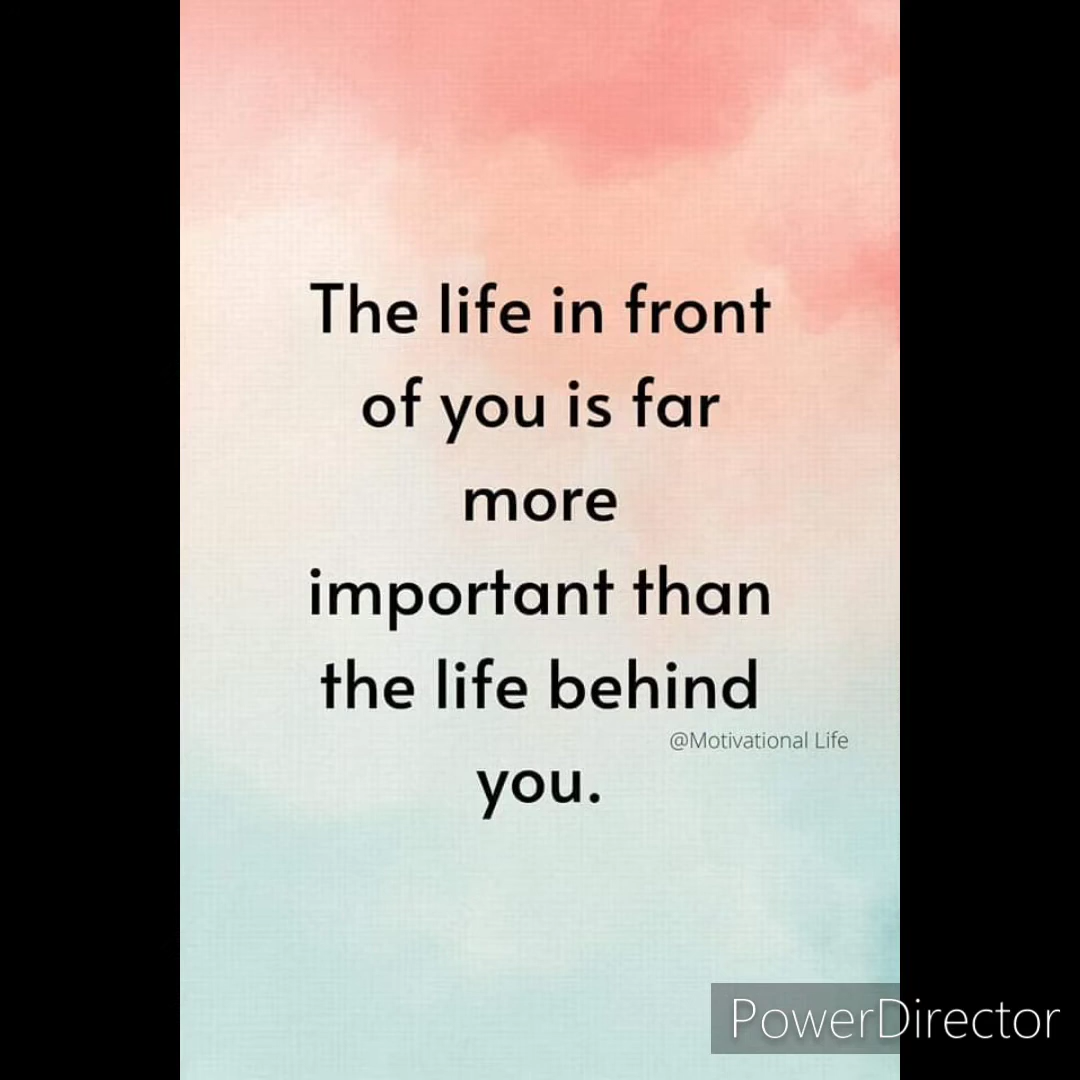 The life in front
of you is far
more
important than
the life behind
@Motivational Life
you.
PowerDirector